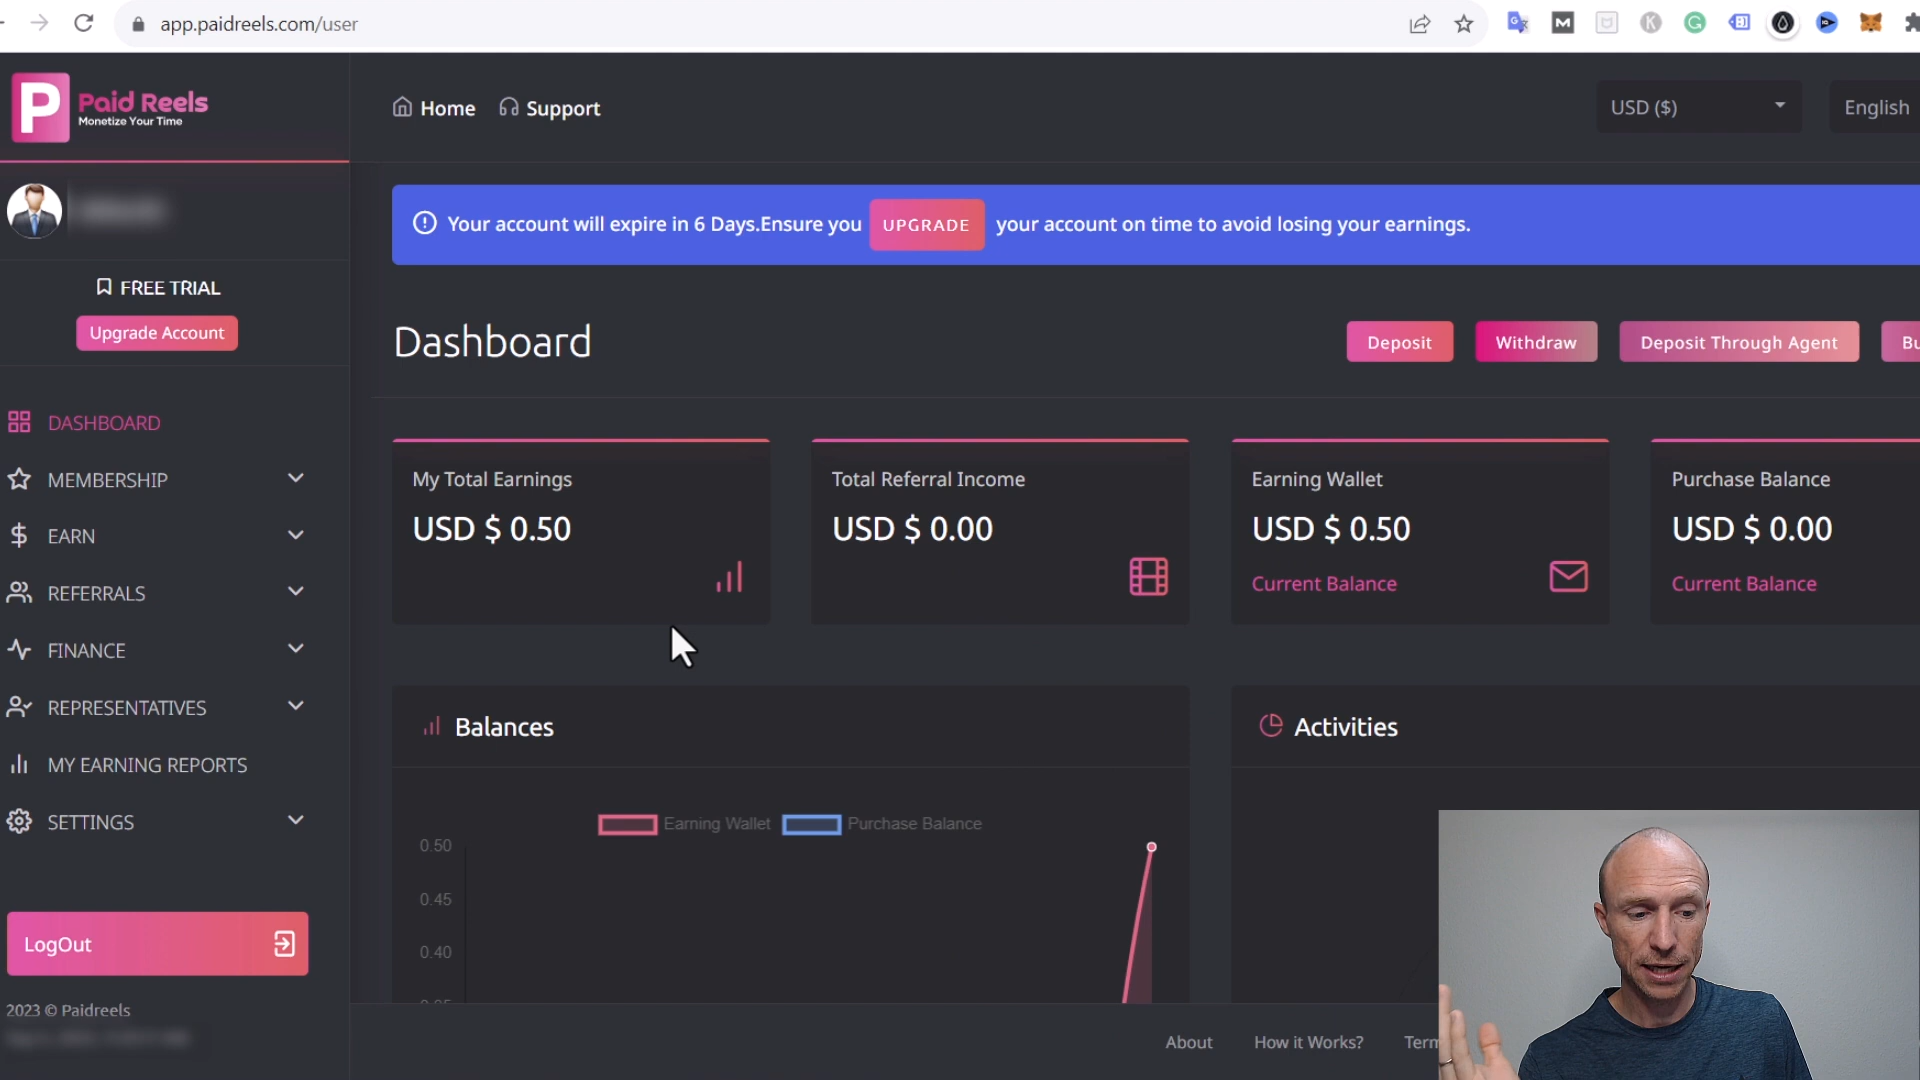 app.paidreels.com/user
P Paid Reels
Monetize Your Time
Home Support
USD ($) English
Your account will expire in 6 Days.Ensure you UPGRADE your account on time to avoid losing your earnings.
FREE TRIAL
Upgrade Account
Dashboard
Deposit Withdraw Deposit Through Agent Bu
DASHBOARD
MEMBERSHIP
EARN
REFERRALS
FINANCE
REPRESENTATIVES
MY EARNING REPORTS
SETTINGS
LogOut
2023 © Paidreels
My Total Earnings
USD $ 0.50
Total Referral Income
USD $ 0.00
Earning Wallet
USD $ 0.50
Current Balance
Purchase Balance
USD $ 0.00
Current Balance
Balances
Earning Wallet Purchase Balance
0.50
0.45
0.40
Activities
About How it Works? Term